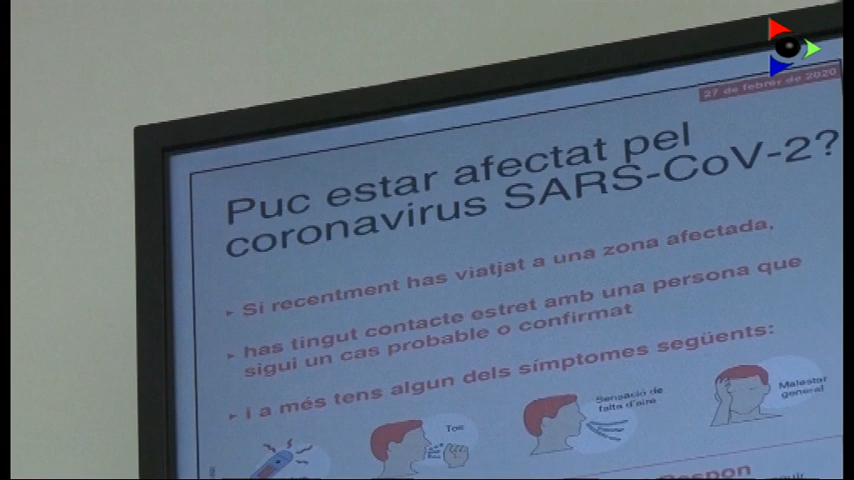 27 de febrer de 2020
Puc estar afectat pel
coronavirus SARS-CoV-2?
Si recentment has viatjat a una zona afectada,
has tingut contacte estret amb una persona que
sigui un cas probable o confirmat
i a més tens algun dels símptomes següents:
Tos
Sensació de
falta d'aire
Malestar
general
Respon